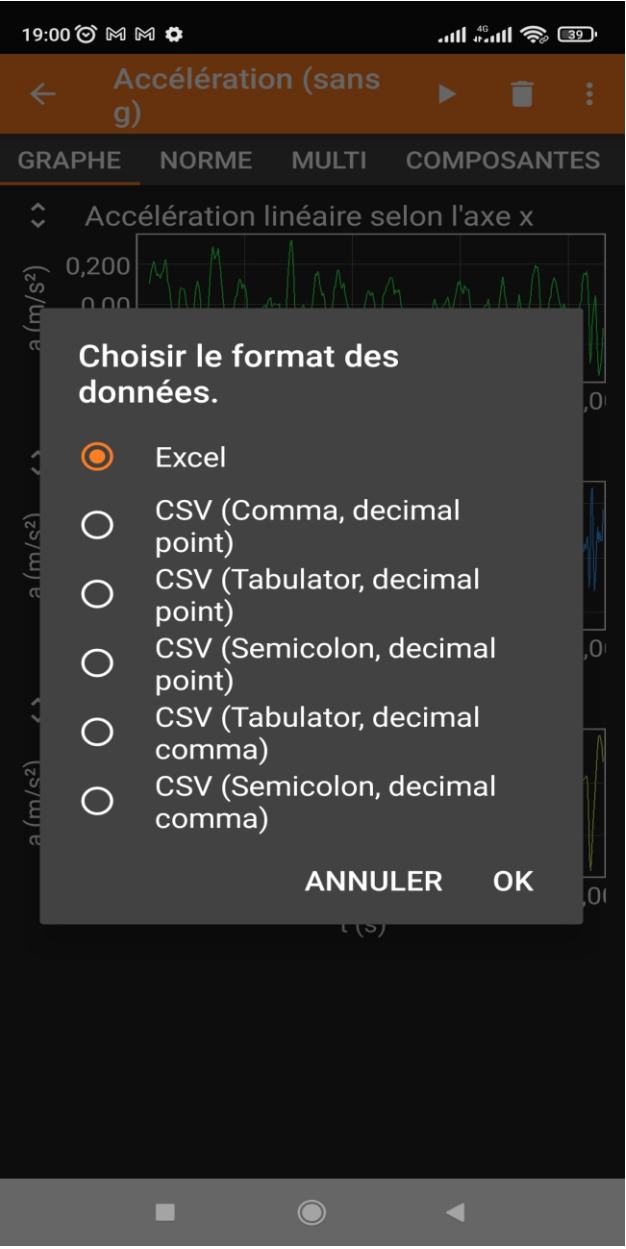 19:00
4G
39
Accélération (sans
g)
GRAPHE NORME MULTI COMPOSANTES
Accélération linéaire selon l'axe x
0,200
0,00
a (m/s²)
Choisir le format des
données.
Excel
CSV (Comma, decimal
point)
CSV (Tabulator, decimal
point)
CSV (Semicolon, decimal
point)
CSV (Tabulator, decimal
comma)
CSV (Semicolon, decimal
comma)
ANNULER OK
a (m/s²)
a (m/s²)
t (s)